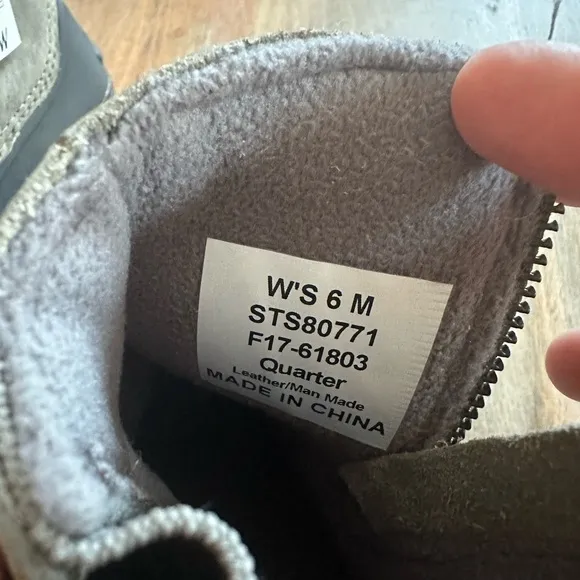 W
W'S 6 M
STS80771
F17-61803
Quarter
Leather/Man Made
MADE IN CHINA